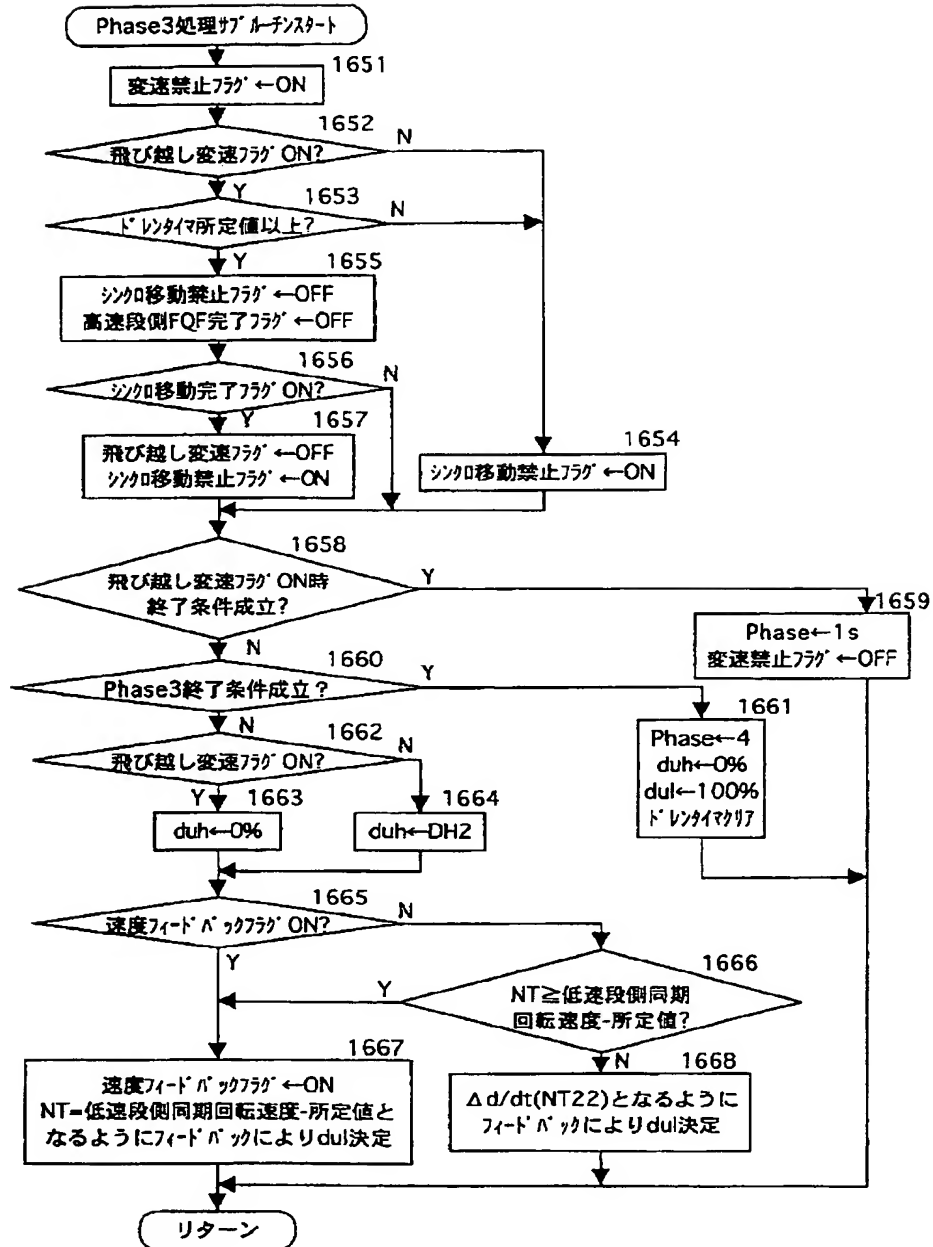 Phase3処理サブルーチンスタート
1651
変速禁止フラグ←ON
1652
飛び越し変速フラグON?
N
Y
1653
ドレンタイマ所定値以上?
N
Y
1655
シンクロ移動禁止フラグ←OFF
高速段側FQF完了フラグ←OFF
1656
シンクロ移動完了フラグON?
N
Y
1657
飛び越し変速フラグ←OFF
シンクロ移動禁止フラグ←ON
1654
シンクロ移動禁止フラグ←ON
1658
飛び越し変速フラグON時
終了条件成立?
Y
N
1659
Phase←1s
変速禁止フラグ←OFF
1660
Phase3終了条件成立?
Y
N
1661
Phase←4
duh←0%
dul←100%
ドレンタイマクリア
1662
飛び越し変速フラグON?
N
Y
1663
duh←0%
1664
duh←DH2
1665
速度フィードバックフラグON?
N
Y
1666
NT≧低速段側同期
回転速度-所定値?
Y
N
1667
速度フィードバックフラグ←ON
NT=低速段側同期回転速度-所定値と
なるようにフィードバックによりdul決定
1668
Δd/dt(NT22)となるように
フィードバックによりdul決定
リターン